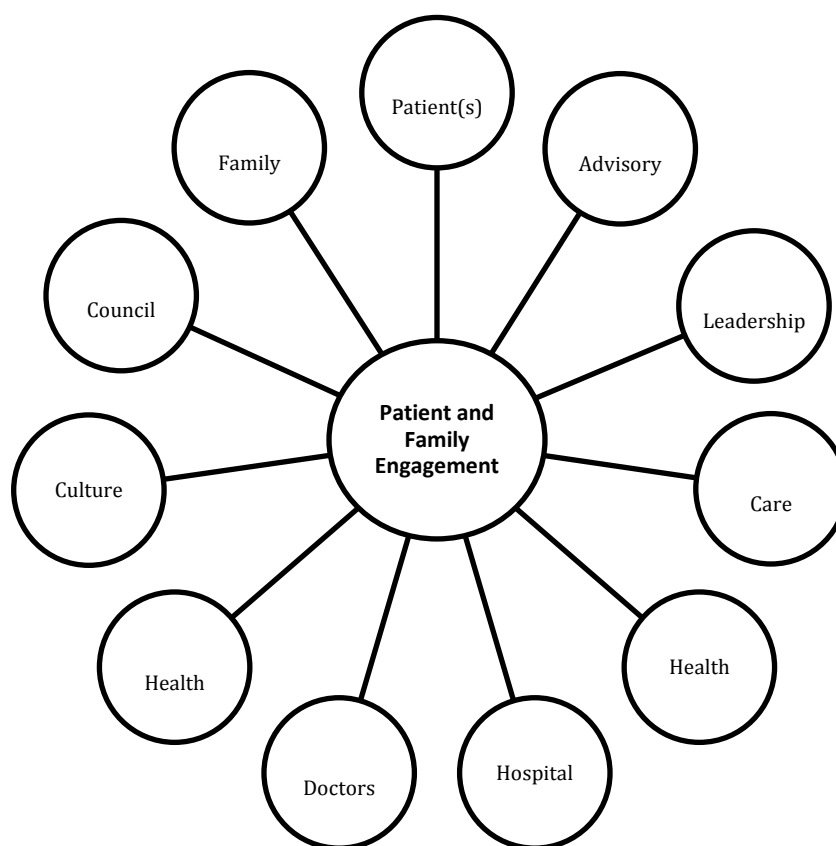 Patient(s)
Family
Advisory
Council
Leadership
Patient and
Family
Engagement
Culture
Care
Health
Health
Doctors
Hospital